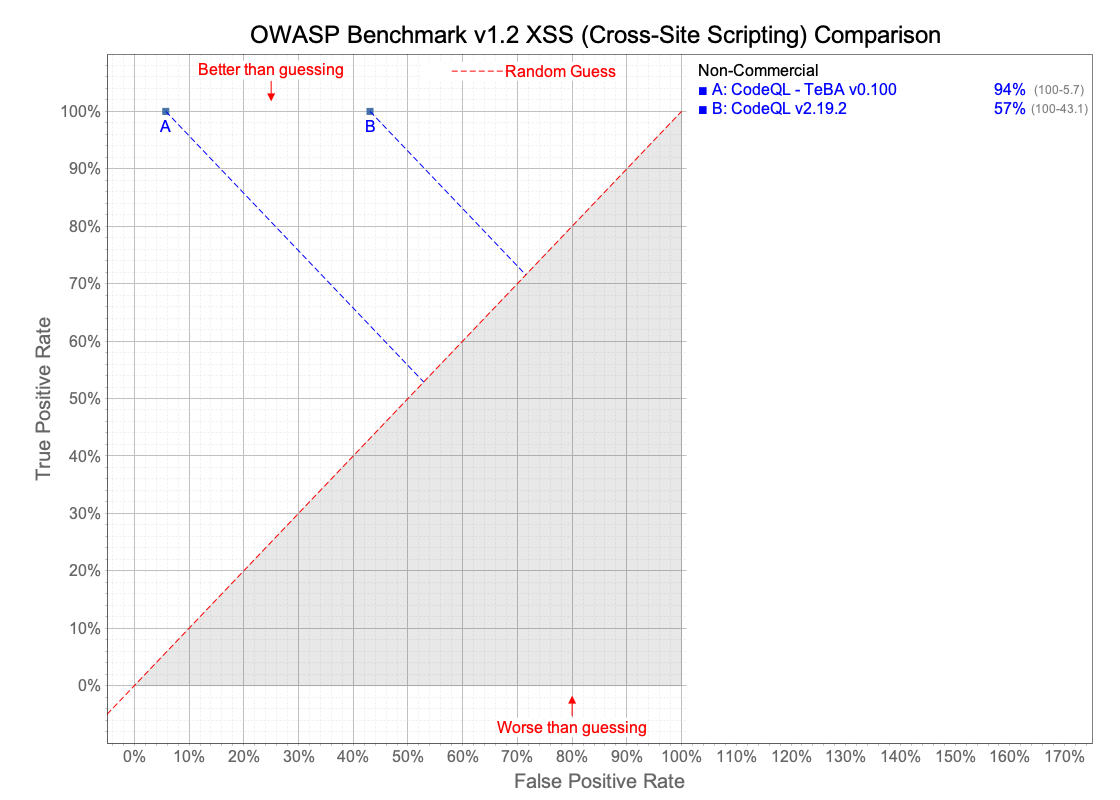 OWASP Benchmark v1.2 XSS (Cross-Site Scripting) Comparison
Better than guessing
Random Guess
Non-Commercial
A: CodeQL - TeBA v0.100 94% (100-5.7)
B: CodeQL v2.19.2 57% (100-43.1)
A
B
100%
90%
80%
70%
60%
50%
40%
30%
20%
10%
0%
True Positive Rate
Worse than guessing
0% 10% 20% 30% 40% 50% 60% 70% 80% 90% 100% 110% 120% 130% 140% 150% 160% 170%
False Positive Rate